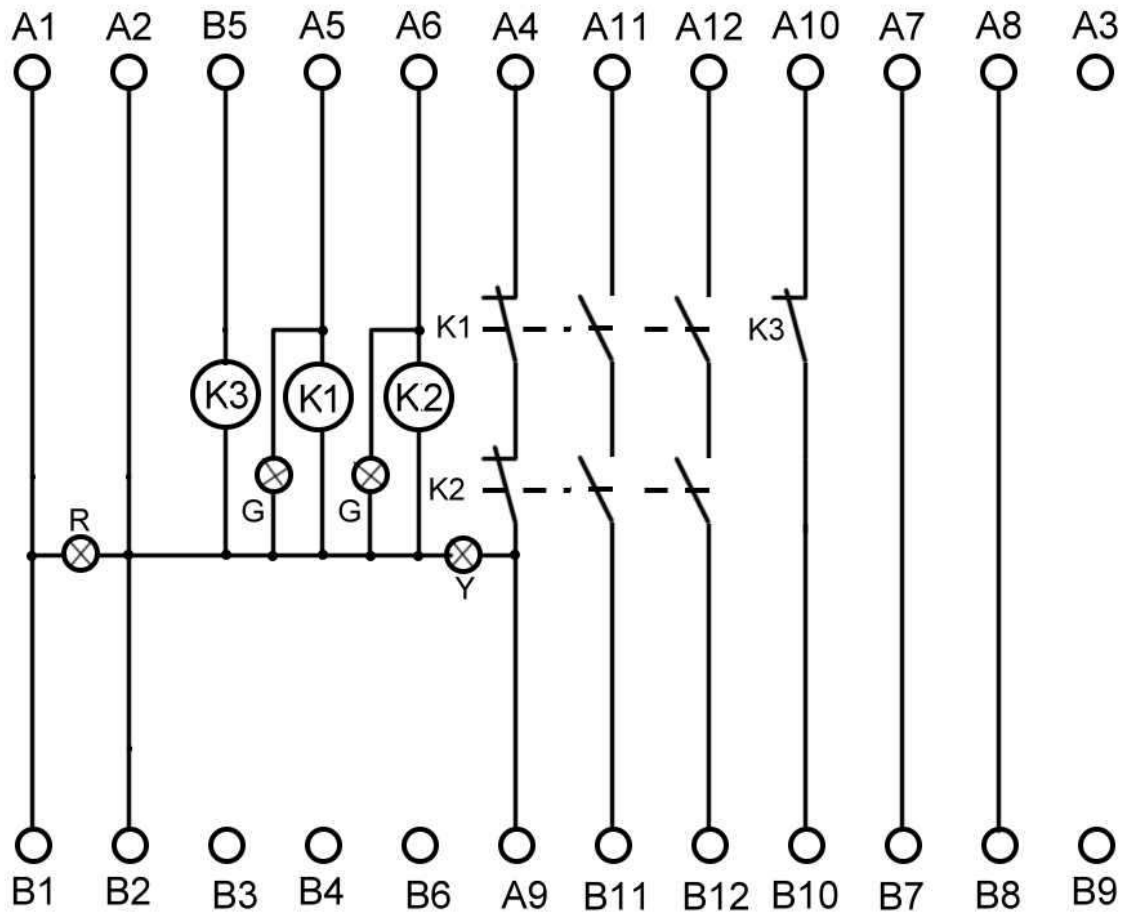 A1 A2 B5 A5 A6 A4 A11 A12 A10 A7 A8 A3
K1 K3
K3 K1 K2
K2
G G
R
Y
B1 B2 B3 B4 B6 A9 B11 B12 B10 B7 B8 B9